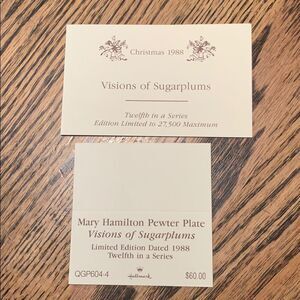 Christmas 1988
Visions of Sugarplums
Twelfth in a Series
Edition Limited to 27,500 Maximum
Mary Hamilton Pewter Plate
Visions of Sugarplums
Limited Edition Dated 1988
Twelfth in a Series
QGP604-4 Hallmark $60.00